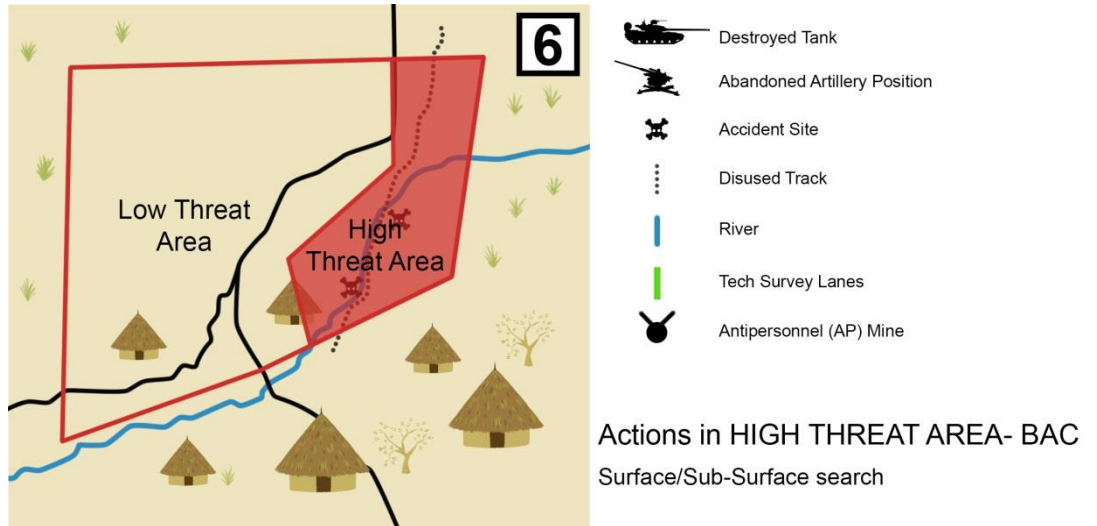 6
Low Threat
Area
High
Threat Area
Destroyed Tank
Abandoned Artillery Position
Accident Site
Disused Track
River
Tech Survey Lanes
Antipersonnel (AP) Mine
Actions in HIGH THREAT AREA- BAC
Surface/Sub-Surface search